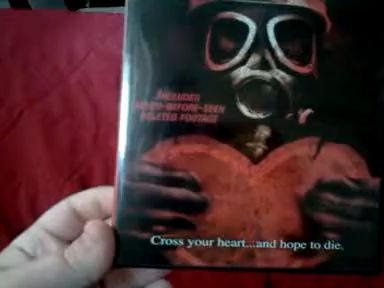 INCLUDES
NEVER-BEFORE-SEEN
DELETED FOOTAGE
Cross your heart...and hope to die.